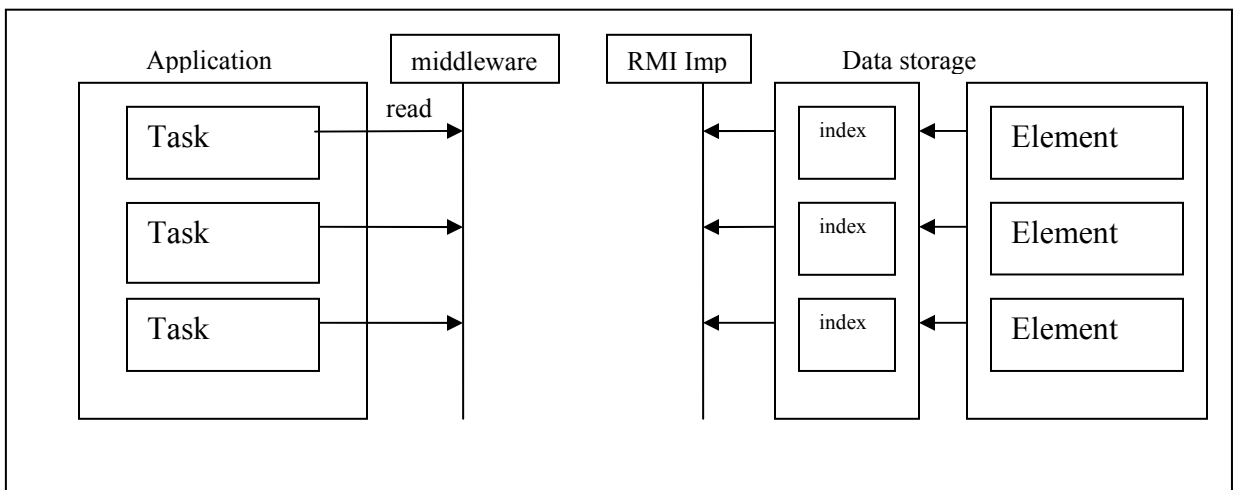 Application
middleware
RMI Imp
Data storage
read
Task
index
Element
Task
index
Element
Task
index
Element